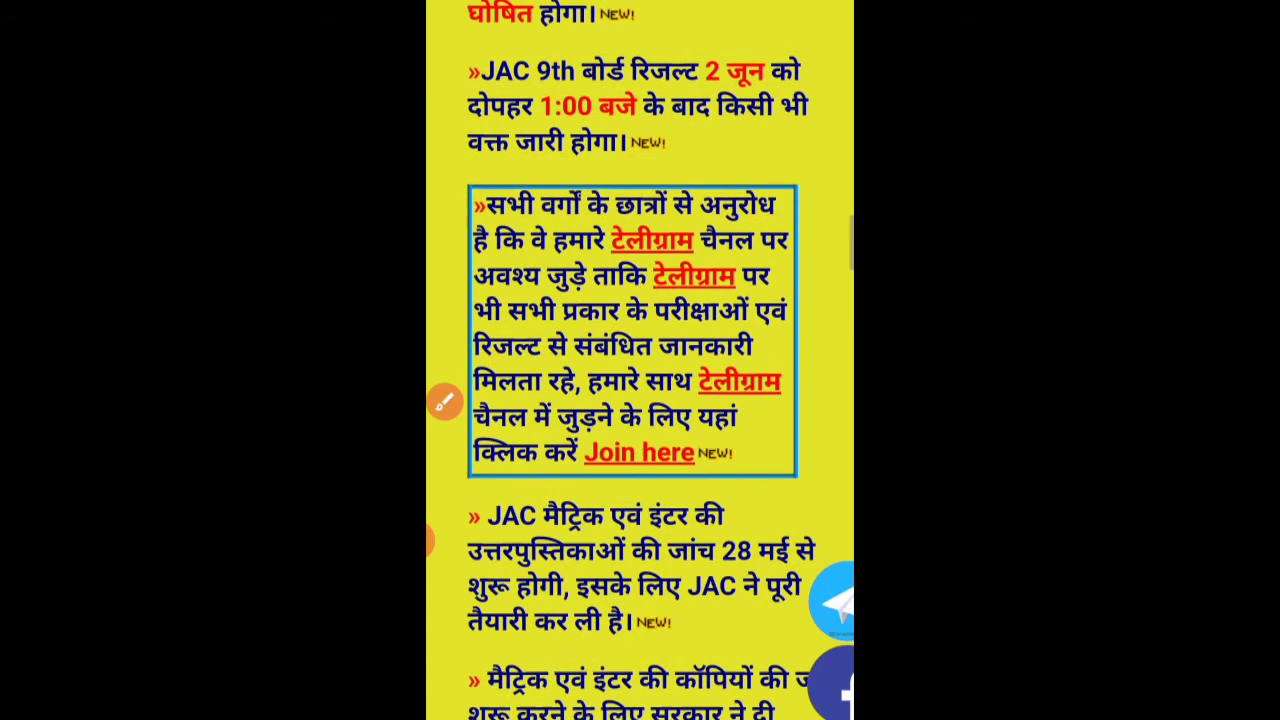 घोषित होगा। NEW!
»JAC 9th बोर्ड रिजल्ट 2 जून को
दोपहर 1:00 बजे के बाद किसी भी
वक्त जारी होगा। NEW!
»सभी वर्गों के छात्रों से अनुरोध
है कि वे हमारे टेलीग्राम चैनल पर
अवश्य जुड़े ताकि टेलीग्राम पर
भी सभी प्रकार के परीक्षाओं एवं
रिजल्ट से संबंधित जानकारी
मिलता रहे, हमारे साथ टेलीग्राम
चैनल में जुड़ने के लिए यहां
क्लिक करें Join here NEW!
» JAC मैट्रिक एवं इंटर की
उत्तरपुस्तिकाओं की जांच 28 मई से
शुरू होगी, इसके लिए JAC ने पूरी
तैयारी कर ली है। NEW!
» मैट्रिक एवं इंटर की कॉपियों की
शुरू करने के लिए सरकार ने दी